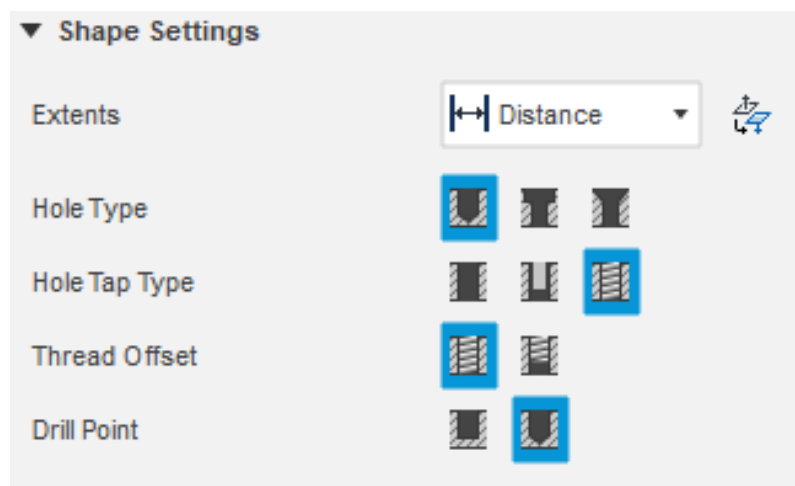 Shape Settings
Extents Distance
Hole Type
Hole Tap Type
Thread Offset
Drill Point